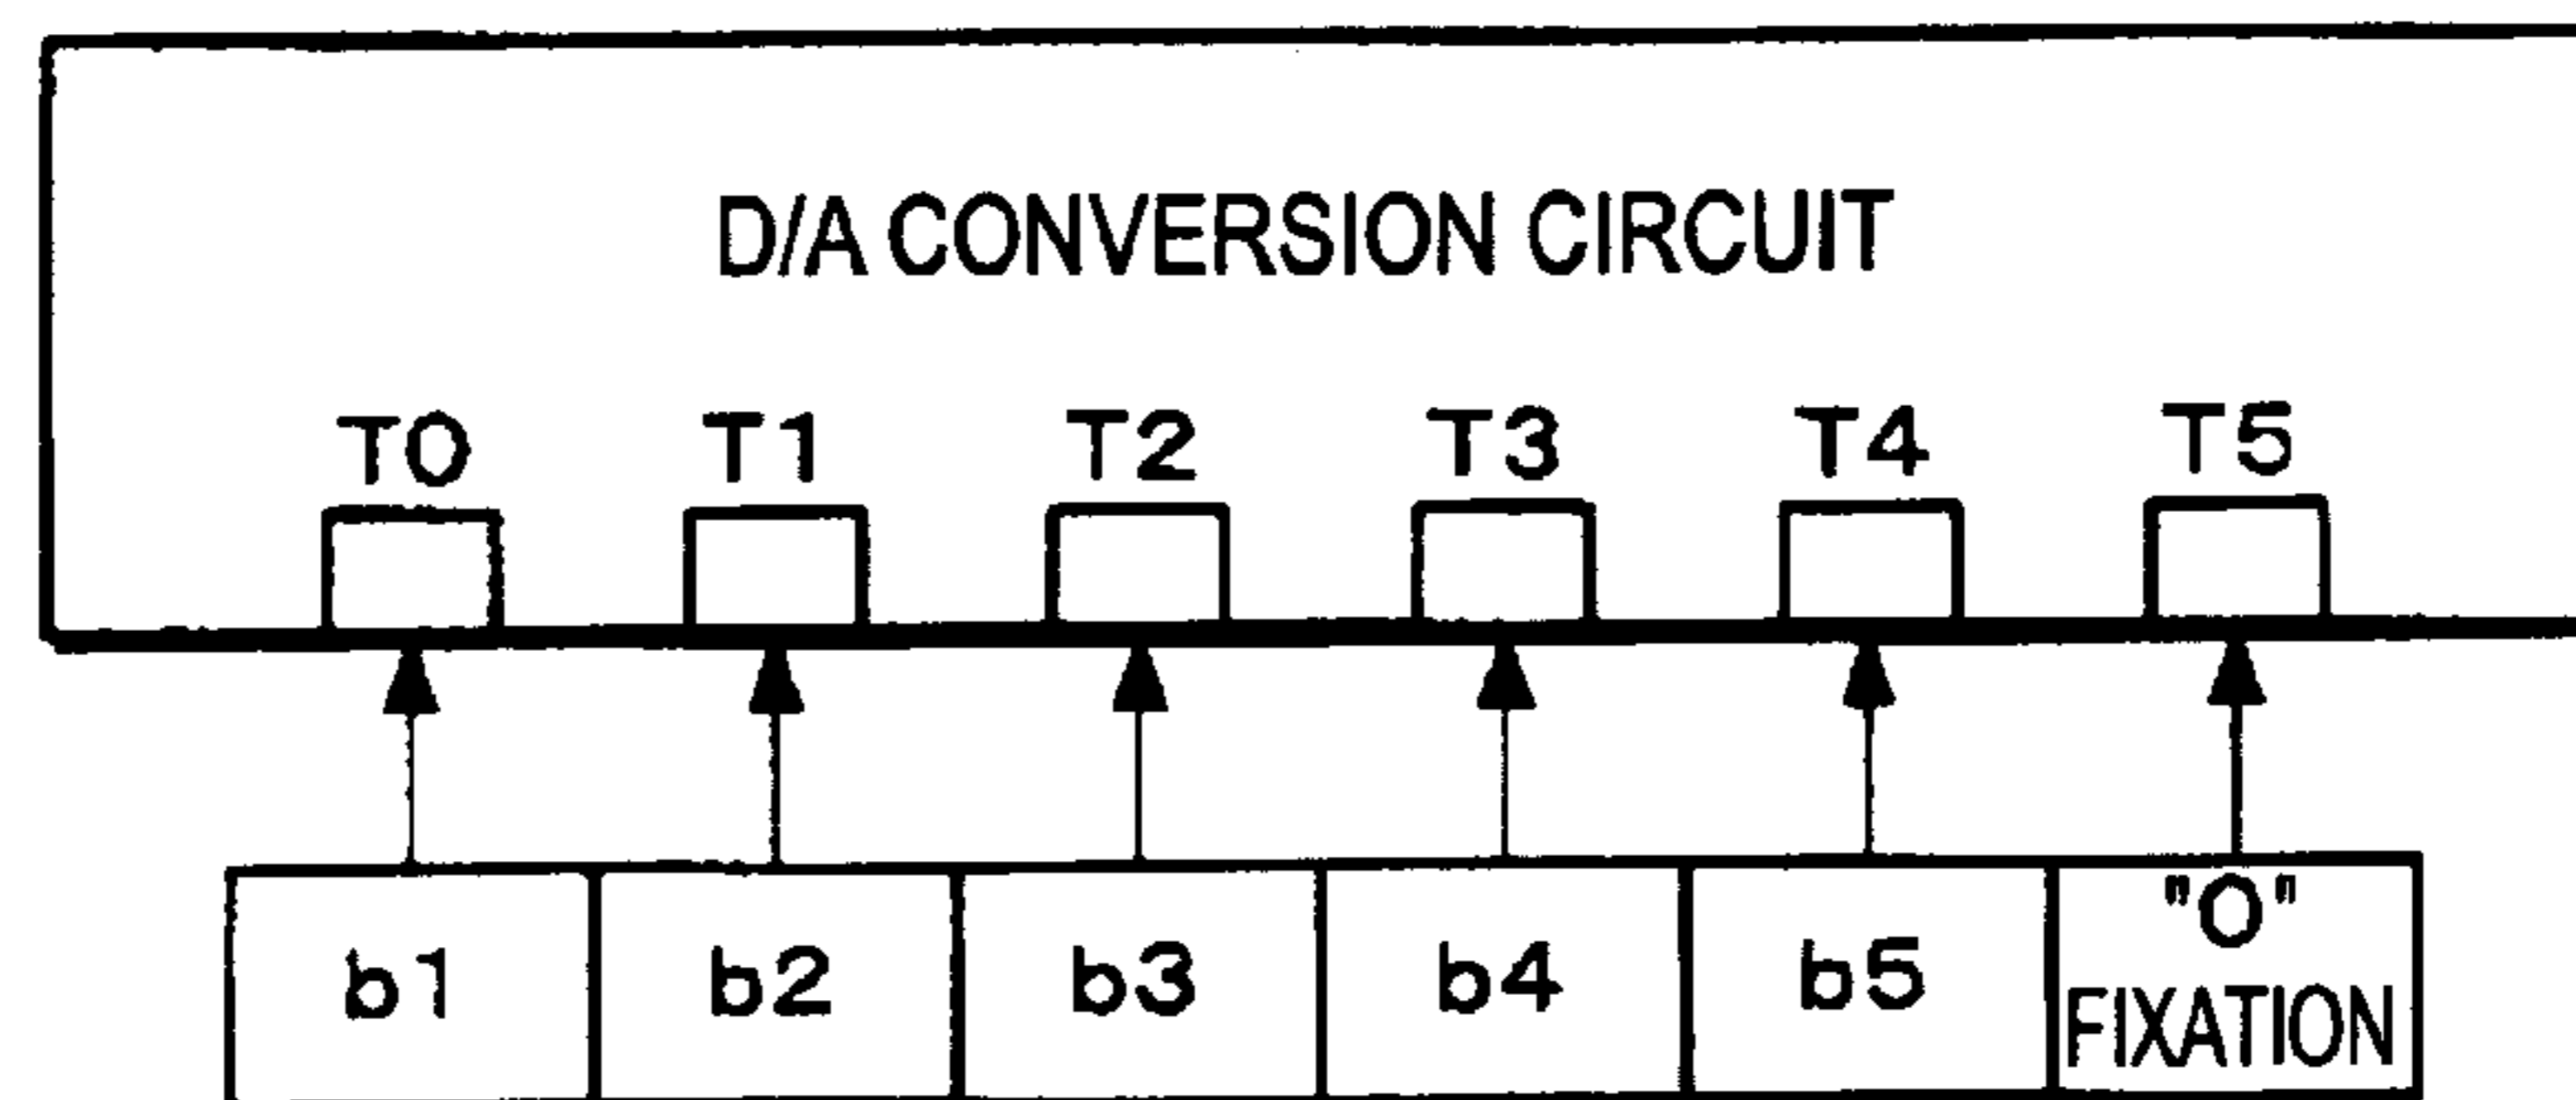 D/A CONVERSION CIRCUIT
T0 T1 T2 T3 T4 T5
b1 b2 b3 b4 b5 "0" FIXATION